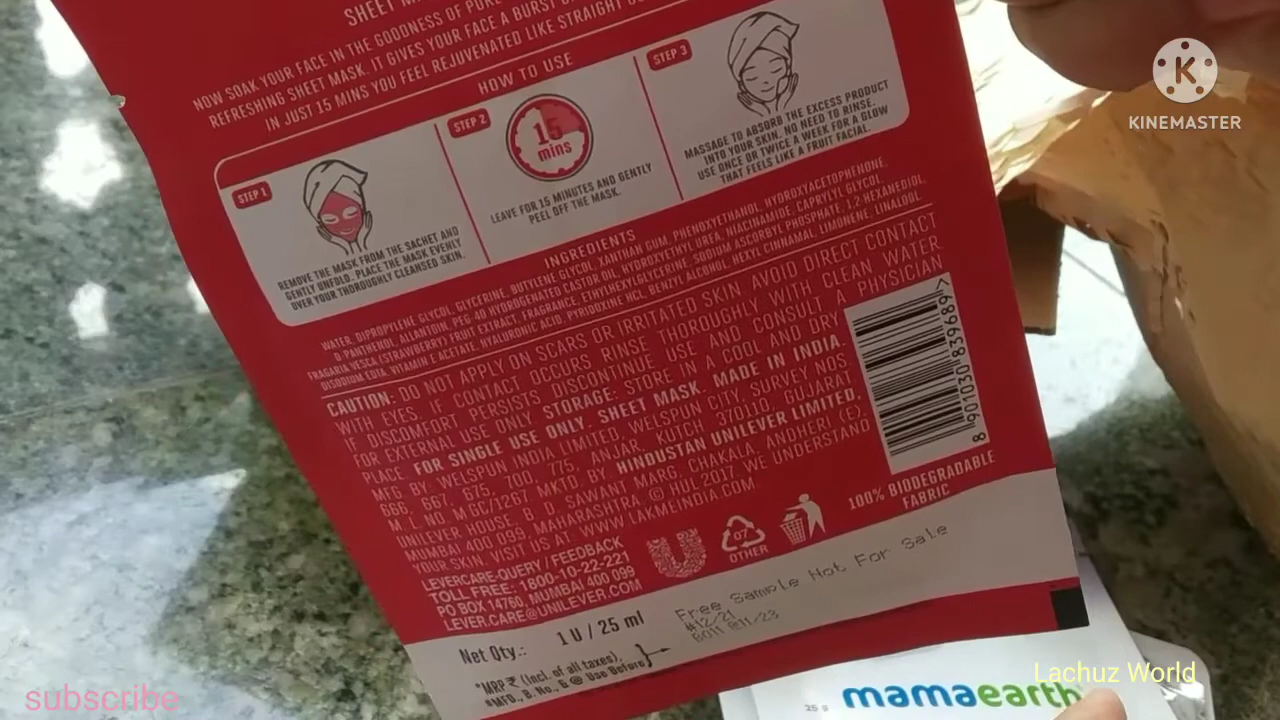 SHEET
NOW SOAK YOUR FACE IN THE GOODNESS OF PURE
REFRESHING SHEET MASK. IT GIVES YOUR FACE A BURST
IN JUST 15 MINS YOU FEEL REJUVENATED LIKE STRAIGHT
HOW TO USE
STEP 1
REMOVE THE MASK FROM THE SACHET AND
GENTLY UNFOLD. PLACE THE MASK EVENLY
OVER YOUR THOROUGHLY CLEANSED SKIN.
STEP 2
15
mins
LEAVE FOR 15 MINUTES AND GENTLY
PEEL OFF THE MASK.
STEP 3
MASSAGE TO ABSORB THE EXCESS PRODUCT
INTO YOUR SKIN. NO NEED TO RINSE.
USE ONCE OR TWICE A WEEK FOR A GLOW
THAT FEELS LIKE A FRUIT FACIAL.
INGREDIENTS
WATER, DIPROPYLENE GLYCOL, GLYCERINE, BUTYLENE GLYCOL, XANTHAN GUM, PHENOXYETHANOL, HYDROXYACETOPHENONE,
D-PANTHENOL, ALLANTOIN, PEG-40 HYDROGENATED CASTOR OIL, HYDROXYETHYL UREA, NIACINAMIDE, CAPRYLYL GLYCOL,
FRAGARIA VESCA (STRAWBERRY) FRUIT EXTRACT, FRAGRANCE, ETHYLHEXYLGLYCERIN, SODIUM ASCORBYL PHOSPHATE, 1,2-HEXANEDIOL,
DISODIUM EDTA, VITAMIN E ACETATE, HYALURONIC ACID, PYRIDOXINE HCL, BENZYL ALCOHOL, HEXYL CINNAMAL, LIMONENE, LINALOOL.
CAUTION: DO NOT APPLY ON SCARS OR IRRITATED SKIN. AVOID DIRECT CONTACT
WITH EYES, IF CONTACT OCCURS RINSE THOROUGHLY WITH CLEAN WATER.
IF DISCOMFORT PERSISTS DISCONTINUE USE AND CONSULT A PHYSICIAN
FOR EXTERNAL USE ONLY. STORAGE: STORE IN A COOL AND DRY
PLACE FOR SINGLE USE ONLY. SHEET MASK. MADE IN INDIA.
MFG. BY: WELSPUN INDIA LIMITED, WELSPUN CITY, SURVEY NOS
666, 667, 675, 700, 775, ANJAR, KUTCH 370110, GUJARAT
M.L. NO. M GC/1267 MKTD. BY HINDUSTAN UNILEVER LIMITED,
UNILEVER HOUSE, B. D. SAWANT MARG, CHAKALA, ANDHERI (E),
MUMBAI 400 099, MAHARASHTRA. © HUL 2017 WE UNDERSTAND
YOUR SKIN. VISIT US AT: WWW.LAKMEINDIA.COM
LEVERCARE-QUERY / FEEDBACK
TOLL FREE: 1800-10-22-221
PO BOX 14760, MUMBAI 400 099
LEVER.CARE@UNILEVER.COM
07
OTHER
100% BIODEGRADABLE
FABRIC
8 901030 839689 >
Net Qty.: 1 U / 25 ml
Free Sample Not For Sale
#12/21
B011 @11/23
*MRP ₹ (Incl. of all taxes),
#MFD., B. No., & @ Use Before
KINEMASTER
mamaearth
25 g
Lachuz World
subscribe